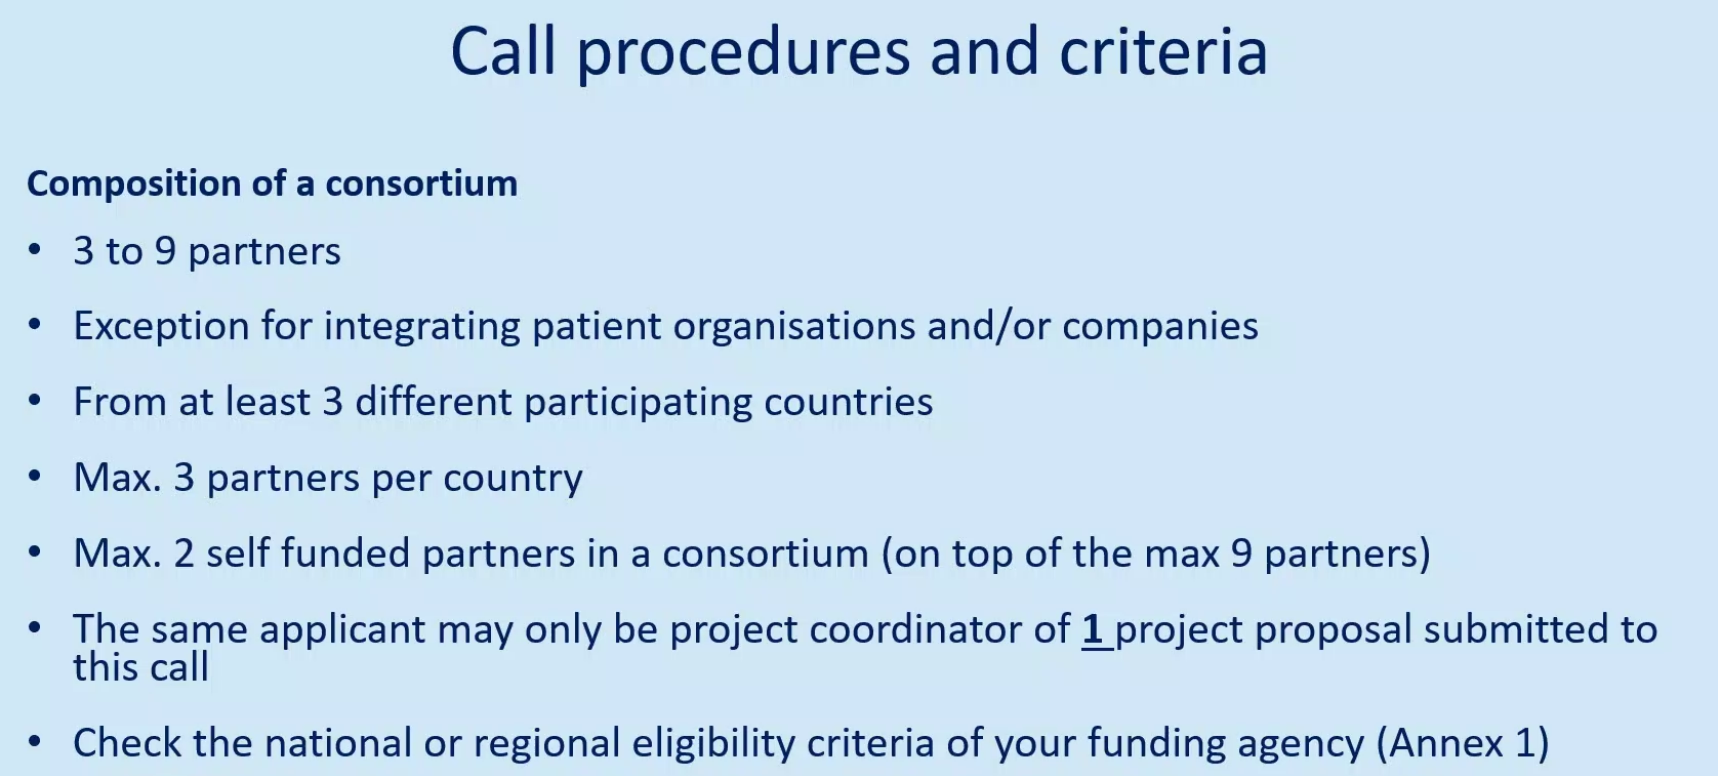 Call procedures and criteria
Composition of a consortium
• 3 to 9 partners
• Exception for integrating patient organisations and/or companies
• From at least 3 different participating countries
• Max. 3 partners per country
• Max. 2 self funded partners in a consortium (on top of the max 9 partners)
• The same applicant may only be project coordinator of 1 project proposal submitted to
this call
• Check the national or regional eligibility criteria of your funding agency (Annex 1)